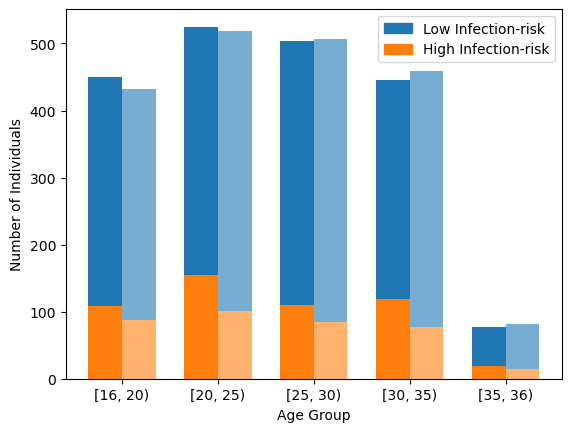 Low Infection-risk
High Infection-risk
Number of Individuals
500
400
300
200
100
0
[16, 20)
[20, 25)
[25, 30)
[30, 35)
[35, 36)
Age Group